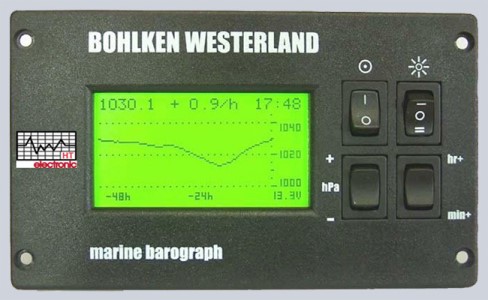 BOHLKEN WESTERLAND
1030.1 + 0.9/h 17:48
1040
1020
1000
-48h -24h 13.3V
HT
electronic
+
hPa
-
hr+
min+
marine barograph